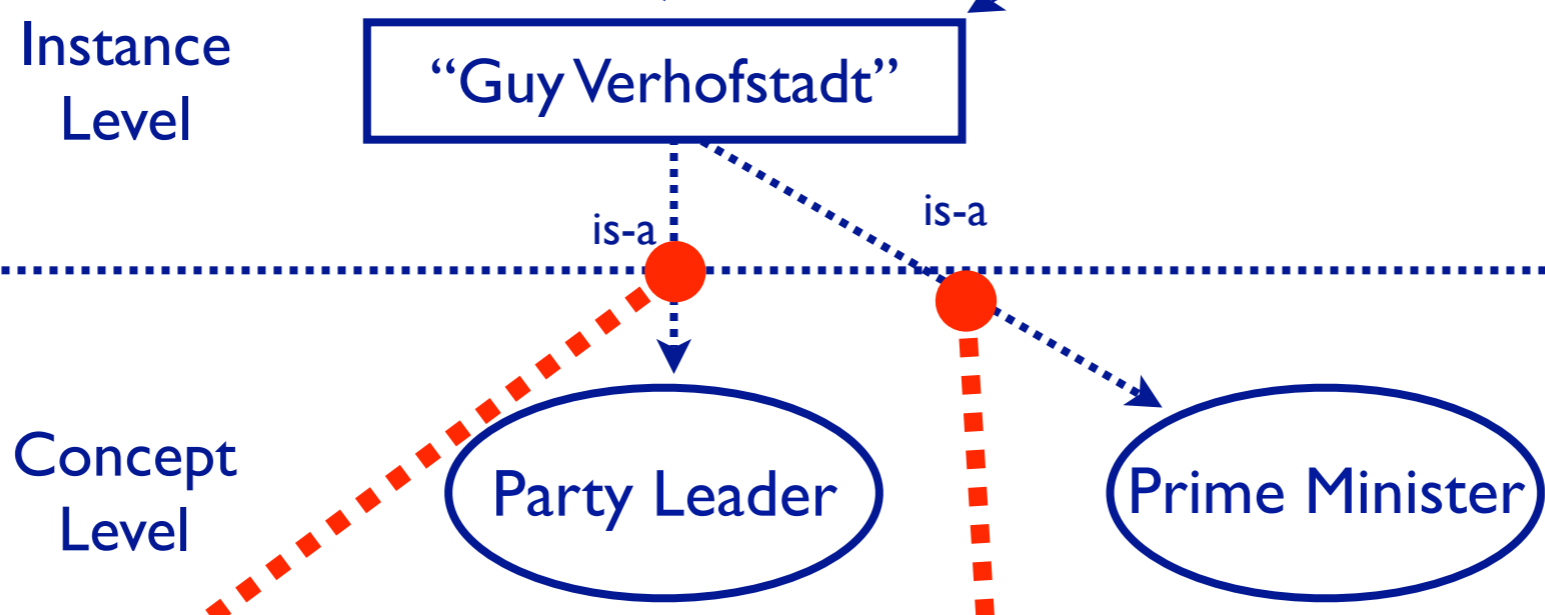 Instance
Level
“Guy Verhofstadt”
is-a
is-a
Concept
Level
Party Leader
Prime Minister